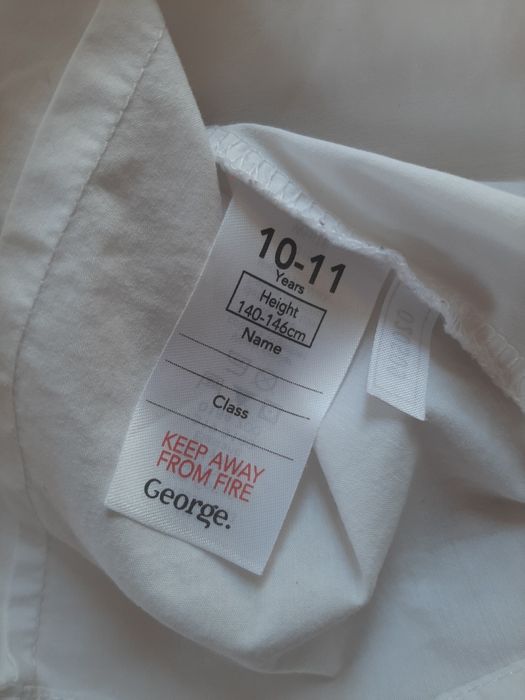 10-11
Years
Height
140-146cm
Name
Class
KEEP AWAY
FROM FIRE
George.